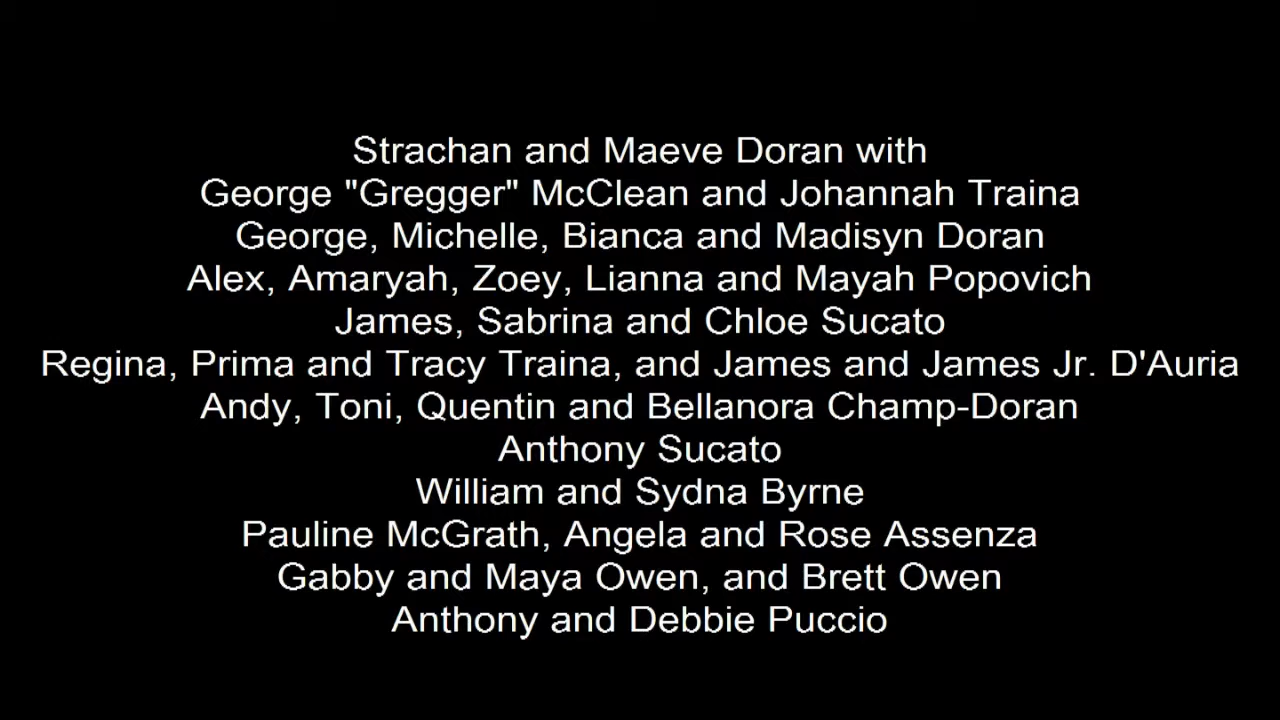 Strachan and Maeve Doran with
George "Gregger" McClean and Johannah Traina
George, Michelle, Bianca and Madisyn Doran
Alex, Amaryah, Zoey, Lianna and Mayah Popovich
James, Sabrina and Chloe Sucato
Regina, Prima and Tracy Traina, and James and James Jr. D'Auria
Andy, Toni, Quentin and Bellanora Champ-Doran
Anthony Sucato
William and Sydna Byrne
Pauline McGrath, Angela and Rose Assenza
Gabby and Maya Owen, and Brett Owen
Anthony and Debbie Puccio